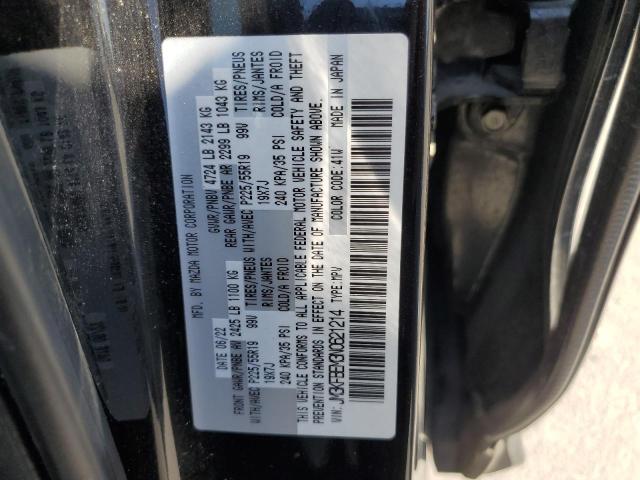 MFD. BY MAZDA MOTOR CORPORATION
DATE 06/22 GVWR/PNBV 4724 LB 2143 KG
FRONT GAWR/PNBE AV 2425 LB 1100 KG REAR GAWR/PNBE AR 2299 LB 1043 KG
WITH/AVEC P225/55R19 99V TIRES/PNEUS WITH/AVEC P225/55R19 99V TIRES/PNEUS
19X7J RIMS/JANTES 19X7J RIMS/JANTES
240 KPA/35 PSI COLD/A FROID 240 KPA/35 PSI COLD/A FROID
THIS VEHICLE CONFORMS TO ALL APPLICABLE FEDERAL MOTOR VEHICLE SAFETY AND THEFT
PREVENTION STANDARDS IN EFFECT ON THE DATE OF MANUFACTURE SHOWN ABOVE.
VIN: JM3KFBBM3N0621214 TYPE:MPV COLOR CODE:41W MADE IN JAPAN